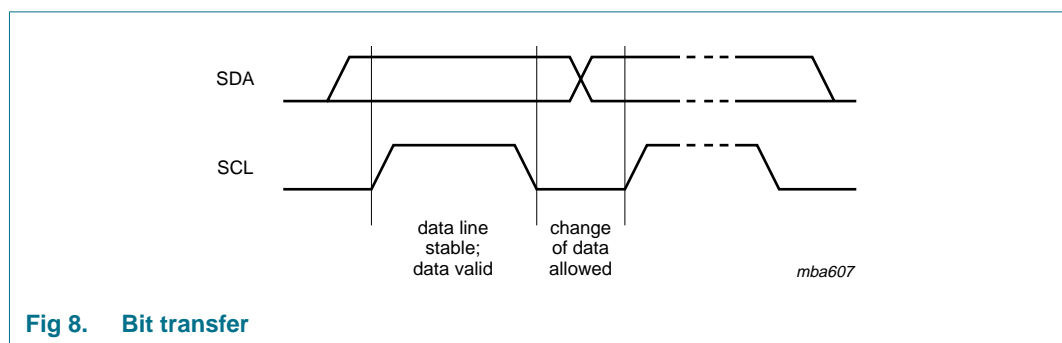 SDA
SCL
data line
stable;
data valid
change
of data
allowed
mba607
Fig 8. Bit transfer